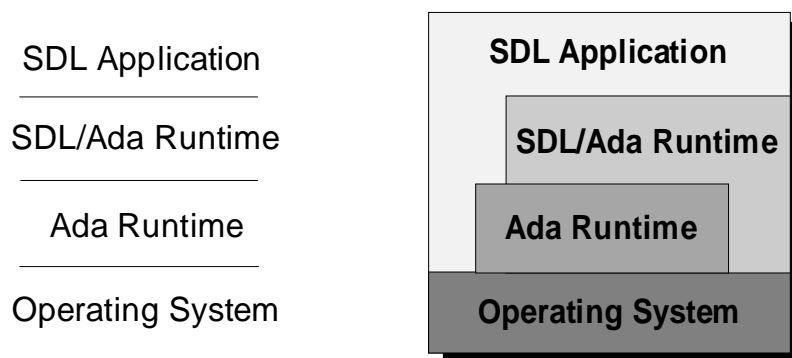 SDL Application
SDL/Ada Runtime
Ada Runtime
Operating System
SDL Application
SDL/Ada Runtime
Ada Runtime
Operating System